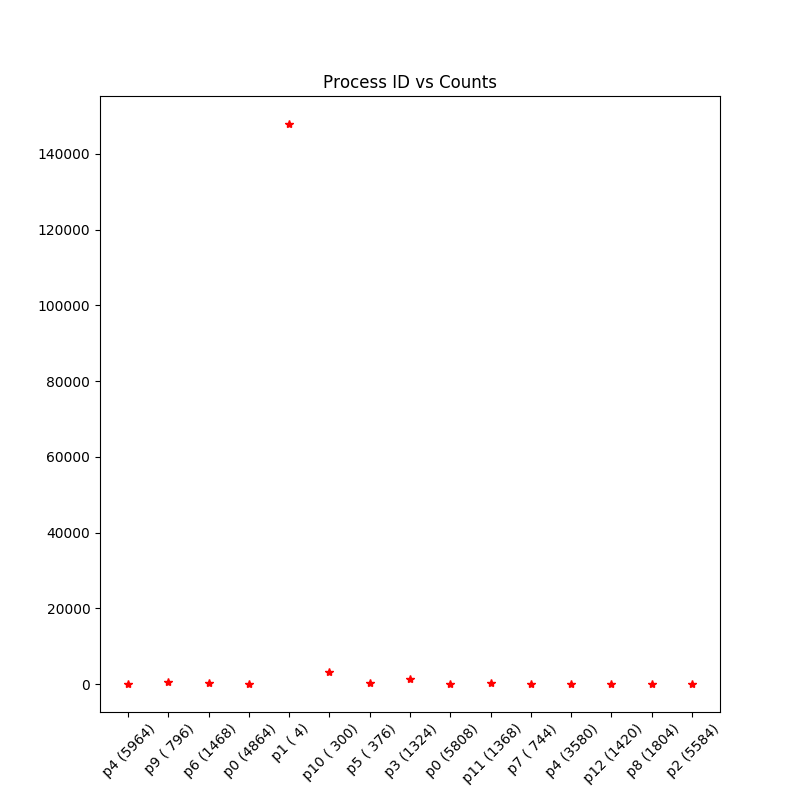 Process ID vs Counts
140000
120000
100000
80000
60000
40000
20000
0
p4 (5964)
p9 ( 796)
p6 (1468)
p0 (4864)
p1 ( 4)
p10 ( 300)
p5 ( 376)
p3 (1324)
p0 (5808)
p11 (1368)
p7 ( 744)
p4 (3580)
p12 (1420)
p8 (1804)
p2 (5584)